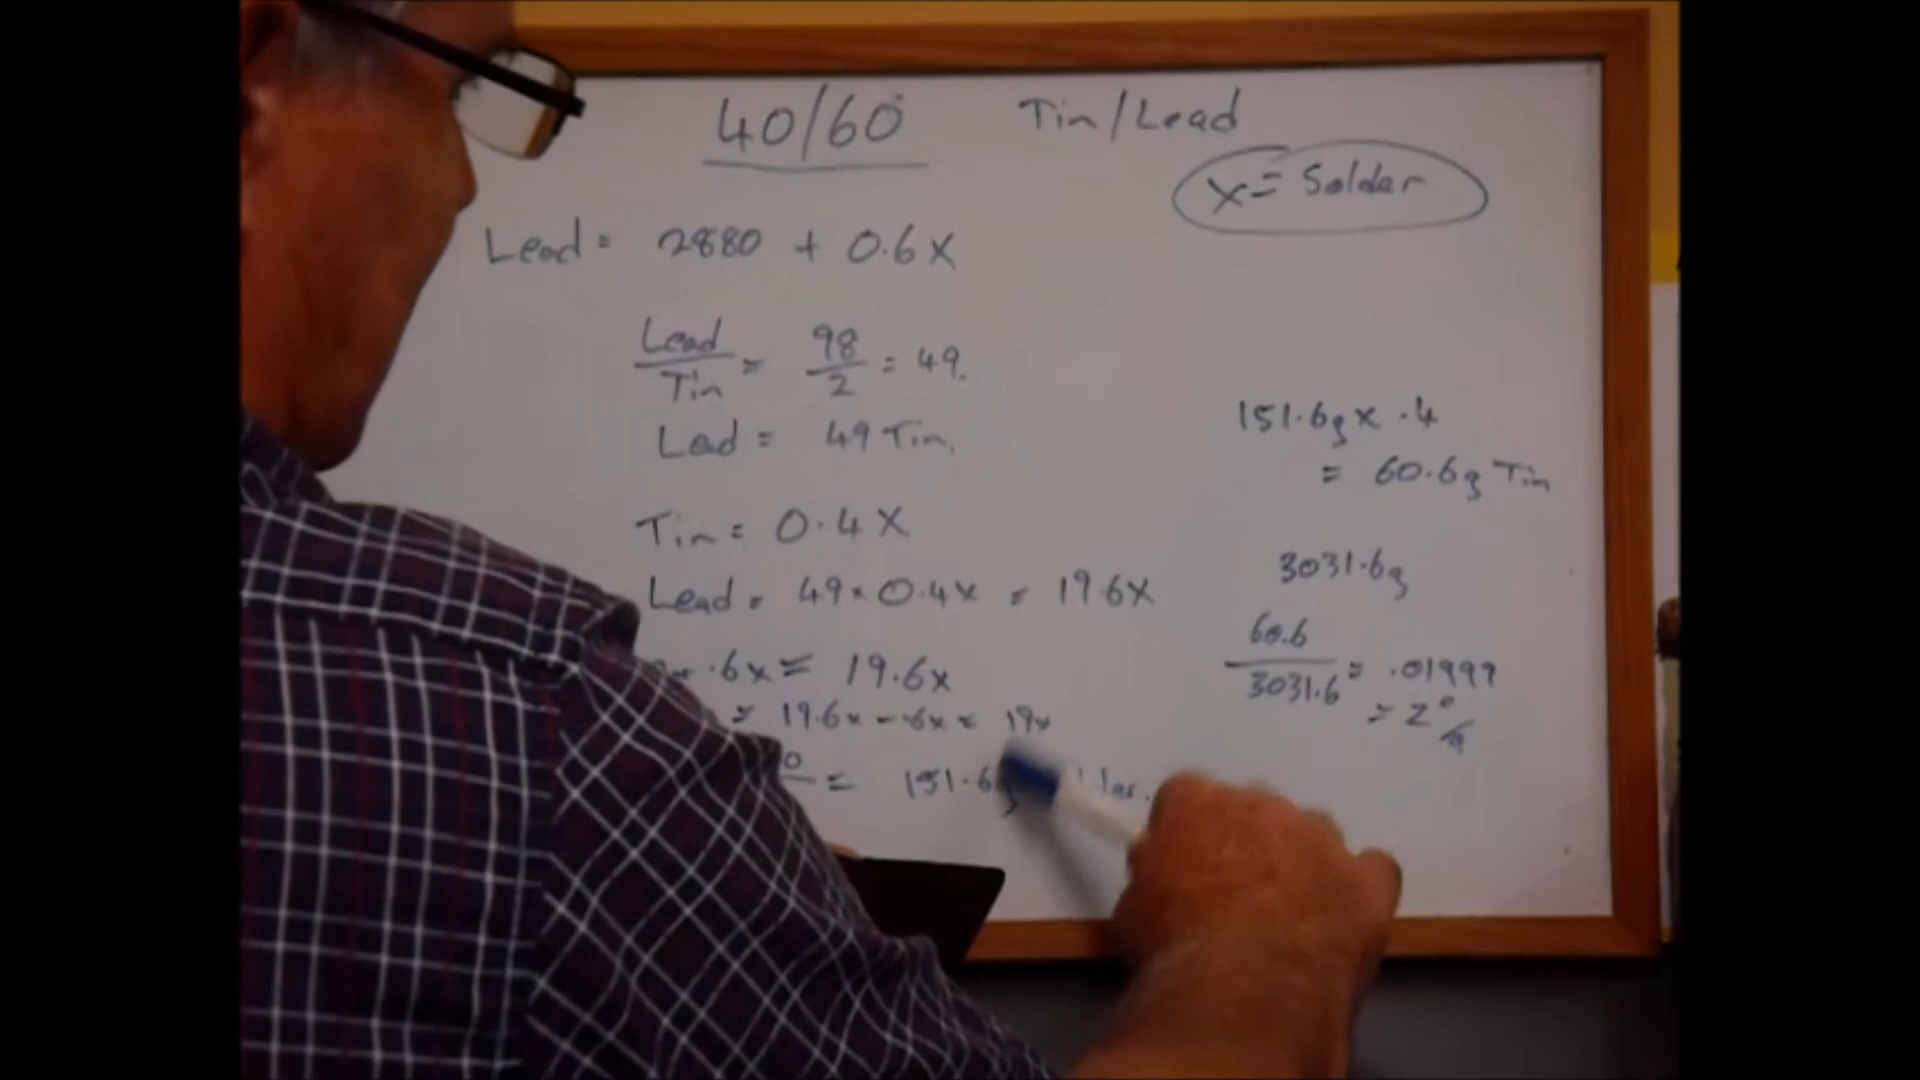 40/60 Tin/Lead
x = Solder
Lead = 2880 + 0.6x
Lead/Tin = 98/2 = 49.
Lead = 49 Tin.
Tin = 0.4x
Lead = 49 × 0.4x = 19.6x
.6x = 19.6x
= 19.6x - .6x = 19x
0 = 151.6
151.6g x .4
= 60.6g Tin
3031.6g
60.6/3031.6 = .01999
= 2%